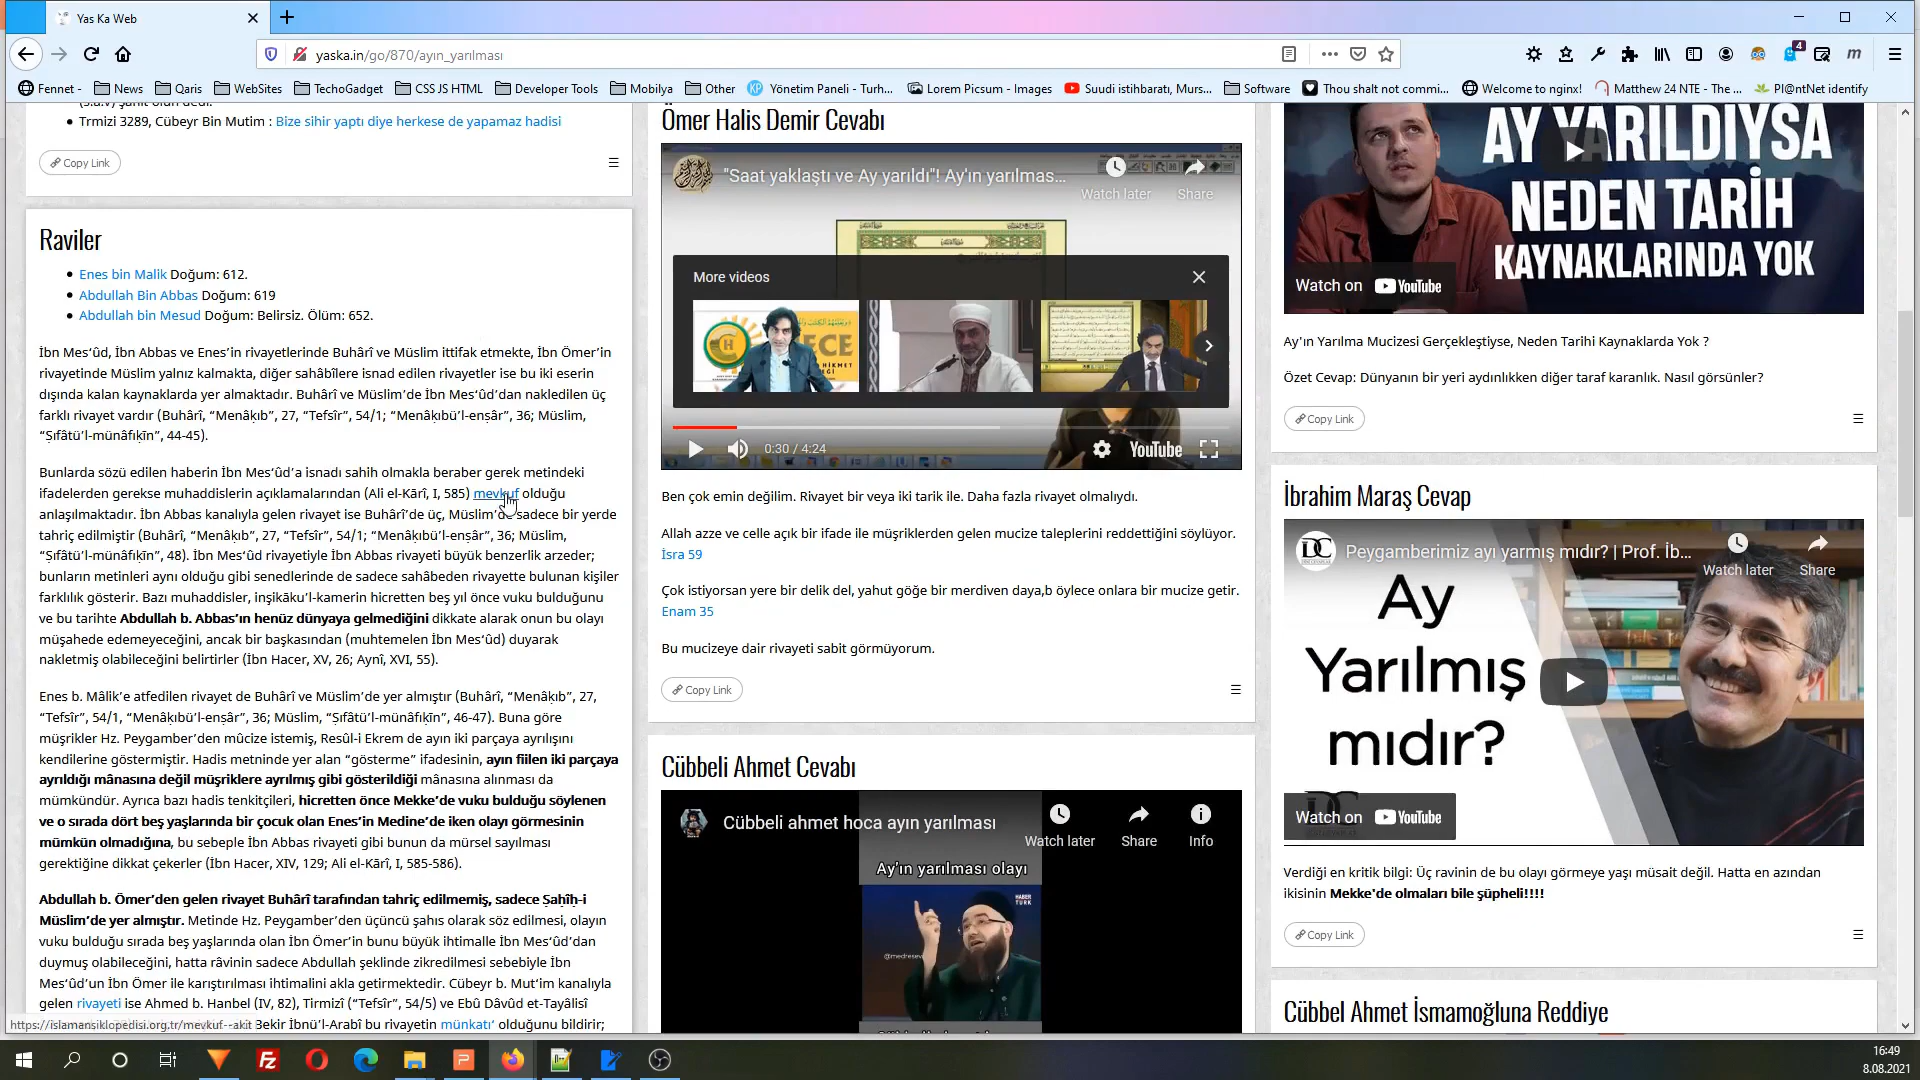 Yas Ka Web
yaska.in/go/870/ayın_yarılması
4
Fennet -
News
Qaris
WebSites
TechoGadget
CSS JS HTML
Developer Tools
Mobilya
Other
Yönetim Paneli - Turh...
Lorem Picsum - Images
Suudi istihbaratı, Murs...
Software
Thou shalt not commi...
Welcome to nginx!
Matthew 24 NTE - The ...
Pl@ntNet identify
(s.a.v) şahit olun dedi.
Trmizi 3289, Cübeyr Bin Mutim : Bize sihir yaptı diye herkese de yapamaz hadisi
Copy Link
Raviler
Enes bin Malik Doğum: 612.
Abdullah Bin Abbas Doğum: 619
Abdullah bin Mesud Doğum: Belirsiz. Ölüm: 652.
İbn Mes‘ûd, İbn Abbas ve Enes’in rivayetlerinde Buhârî ve Müslim ittifak etmekte, İbn Ömer’in
rivayetinde Müslim yalnız kalmakta, diğer sahâbîlere isnad edilen rivayetler ise bu iki eserin
dışında kalan kaynaklarda yer almaktadır. Buhârî ve Müslim’de İbn Mes‘ûd’dan nakledilen üç
farklı rivayet vardır (Buhârî, “Menâḳıb”, 27, “Tefsîr”, 54/1; “Menâḳıbü’l-enṣâr”, 36; Müslim,
“Ṣıfâtü’l-münâfıḳīn”, 44-45).
Bunlarda sözü edilen haberin İbn Mes‘ûd’a isnadı sahih olmakla beraber gerek metindeki
ifadelerden gerekse muhaddislerin açıklamalarından (Ali el-Kārî, I, 585) mevkuf olduğu
anlaşılmaktadır. İbn Abbas kanalıyla gelen rivayet ise Buhârî’de üç, Müslim’de sadece bir yerde
tahriç edilmiştir (Buhârî, “Menâḳıb”, 27, “Tefsîr”, 54/1; “Menâḳıbü’l-enṣâr”, 36; Müslim,
“Ṣıfâtü’l-münâfıḳīn”, 48). İbn Mes‘ûd rivayetiyle İbn Abbas rivayeti büyük benzerlik arzeder;
bunların metinleri aynı olduğu gibi senedlerinde de sadece sahâbeden rivayette bulunan kişiler
farklılık gösterir. Bazı muhaddisler, inşikāku’l-kamerin hicretten beş yıl önce vuku bulduğunu
ve bu tarihte Abdullah b. Abbas’ın henüz dünyaya gelmediğini dikkate alarak onun bu olayı
müşahede edemeyeceğini, ancak bir başkasından (muhtemelen İbn Mes‘ûd) duyarak
nakletmiş olabileceğini belirtirler (İbn Hacer, XV, 26; Aynî, XVI, 55).
Enes b. Mâlik’e atfedilen rivayet de Buhârî ve Müslim’de yer almıştır (Buhârî, “Menâḳıb”, 27,
“Tefsîr”, 54/1, “Menâḳıbü’l-enṣâr”, 36; Müslim, “Ṣıfâtü’l-münâfıḳīn”, 46-47). Buna göre
müşrikler Hz. Peygamber’den mûcize istemiş, Resûl-i Ekrem de ayın iki parçaya ayrılışını
kendilerine göstermiştir. Hadis metninde yer alan “gösterme” ifadesinin, ayın fiilen iki parçaya
ayrıldığı mânasına değil müşriklere ayrılmış gibi gösterildiği mânasına alınması da
mümkündür. Ayrıca bazı hadis tenkitçileri, hicretten önce Mekke’de vuku bulduğu söylenen
ve o sırada dört beş yaşlarında bir çocuk olan Enes’in Medine’de iken olayı görmesinin
mümkün olmadığına, bu sebeple İbn Abbas rivayeti gibi bunun da mürsel sayılması
gerektiğine dikkat çekerler (İbn Hacer, XIV, 129; Ali el-Kārî, I, 585-586).
Abdullah b. Ömer’den gelen rivayet Buhârî tarafından tahriç edilmemiş, sadece Ṣaḥîḥ-i
Müslim’de yer almıştır. Metinde Hz. Peygamber’den üçüncü şahıs olarak söz edilmesi, olayın
vuku bulduğu sırada beş yaşlarında olan İbn Ömer’in bunu büyük ihtimalle İbn Mes‘ûd’dan
duymuş olabileceğini, hatta râvinin sadece Abdullah şeklinde zikredilmesi sebebiyle İbn
Mes‘ûd’un İbn Ömer ile karıştırılması ihtimalini akla getirmektedir. Cübeyr b. Mut‘im kanalıyla
gelen rivayeti ise Ahmed b. Hanbel (IV, 82), Tirmizî (“Tefsîr”, 54/5) ve Ebû Dâvûd et-Tayâlisî
Bekir İbnü’l-Arabî bu rivayetin münkatı‘ olduğunu bildirir;
https://islamansiklopedisi.org.tr/mevkuf--akit
Ömer Halis Demir Cevabı
"Saat yaklaştı ve Ay yarıldı"! Ay'ın yarılmas...
Watch later
Share
More videos
0:30 / 4:24
YouTube
Ben çok emin değilim. Rivayet bir veya iki tarik ile. Daha fazla rivayet olmalıydı.
Allah azze ve celle açık bir ifade ile müşriklerden gelen mucize taleplerini reddettiğini söylüyor.
İsra 59
Çok istiyorsan yere bir delik del, yahut göğe bir merdiven daya,b öylece onlara bir mucize getir.
Enam 35
Bu mucizeye dair rivayeti sabit görmüyorum.
Copy Link
Cübbeli Ahmet Cevabı
Cübbeli ahmet hoca ayın yarılması
Watch later
Share
Info
Ay'ın yarılması olayı
HABER
TÜRK
AY YARILDIYSA
NEDEN TARİH
KAYNAKLARINDA YOK
Watch on YouTube
Ay'ın Yarılma Mucizesi Gerçekleştiyse, Neden Tarihi Kaynaklarda Yok ?
Özet Cevap: Dünyanın bir yeri aydınlıkken diğer taraf karanlık. Nasıl görsünler?
Copy Link
İbrahim Maraş Cevap
DC
Peygamberimiz ayı yarmış mıdır? | Prof. İb...
Watch later
Share
Ay
Yarılmış
mıdır?
Watch on YouTube
Verdiği en kritik bilgi: Üç ravinin de bu olayı görmeye yaşı müsait değil. Hatta en azından
ikisinin Mekke'de olmaları bile şüpheli!!!!
Copy Link
Cübbel Ahmet İsmamoğluna Reddiye
16:49
8.08.2021